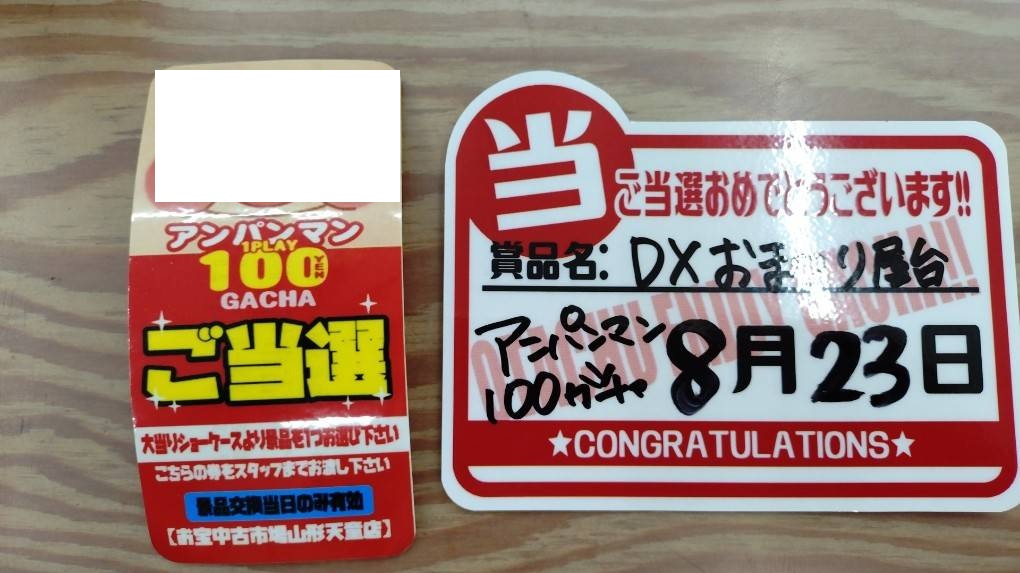 アンパンマン
1PLAY
100YEN
GACHA
ご当選
大当りショーケースより景品を1つお選び下さい
こちらの券をスタッフまでお渡し下さい
景品交換当日のみ有効
【お宝中古市場山形天童店】
当
ご当選おめでとうございます!!
賞品名: DXおまつり屋台
アンパンマン
100ガチャ
8月23日
★CONGRATULATIONS★